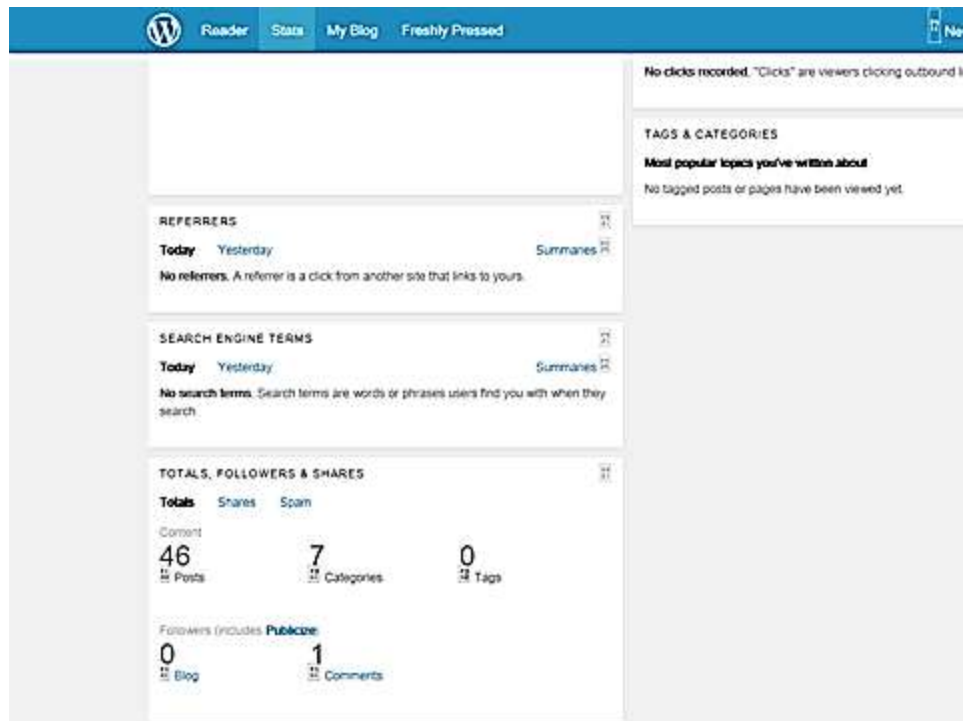 Reader Stats My Blog Freshly Pressed
No clicks recorded. "Clicks" are viewers clicking outbound
TAGS & CATEGORIES
Most popular topics you've written about
No tagged posts or pages have been viewed yet.
REFERRERS
Today Yesterday Summaries
No referrers. A referrer is a click from another site that links to yours.
SEARCH ENGINE TERMS
Today Yesterday Summaries
No search terms. Search terms are words or phrases users find you with when they
search.
TOTALS, FOLLOWERS & SHARES
Totals Shares Spam
Content
46 7 0
Posts Categories Tags
Followers (includes Publicize)
0 1
Blog Comments